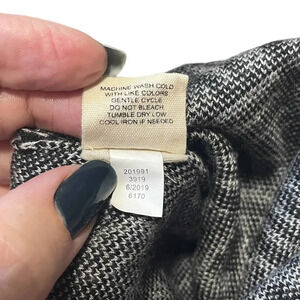 MACHINE WASH COLD
WITH LIKE COLORS
GENTLE CYCLE
DO NOT BLEACH
TUMBLE DRY LOW
COOL IRON IF NEEDED
201991
3919
6/2019
6170